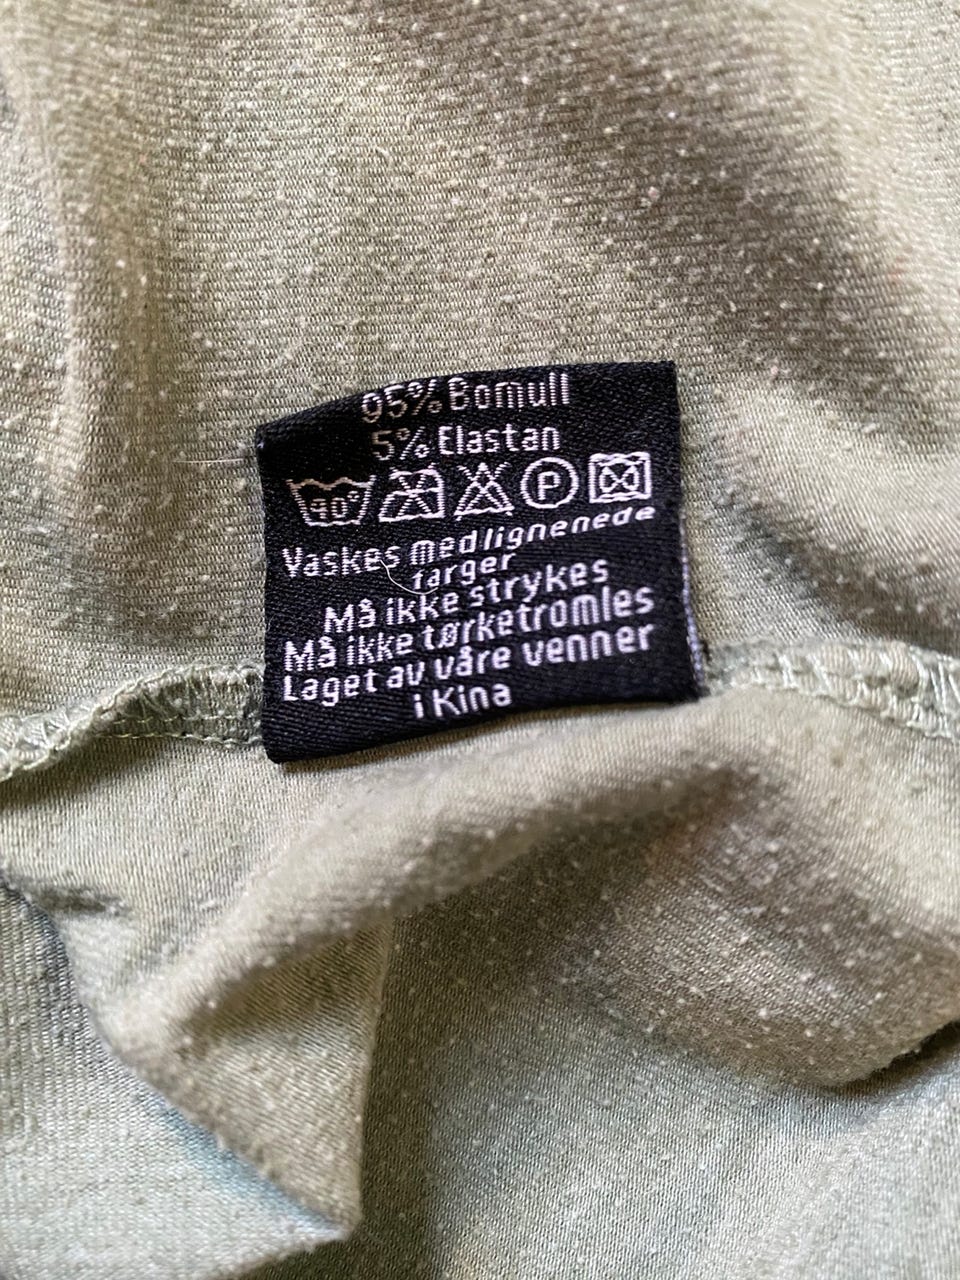 95% Bomull
5% Elastan
40° P
Vaskes med lignenede
farger
Må ikke strykes
Må ikke tørketromles
Laget av våre venner
i Kina